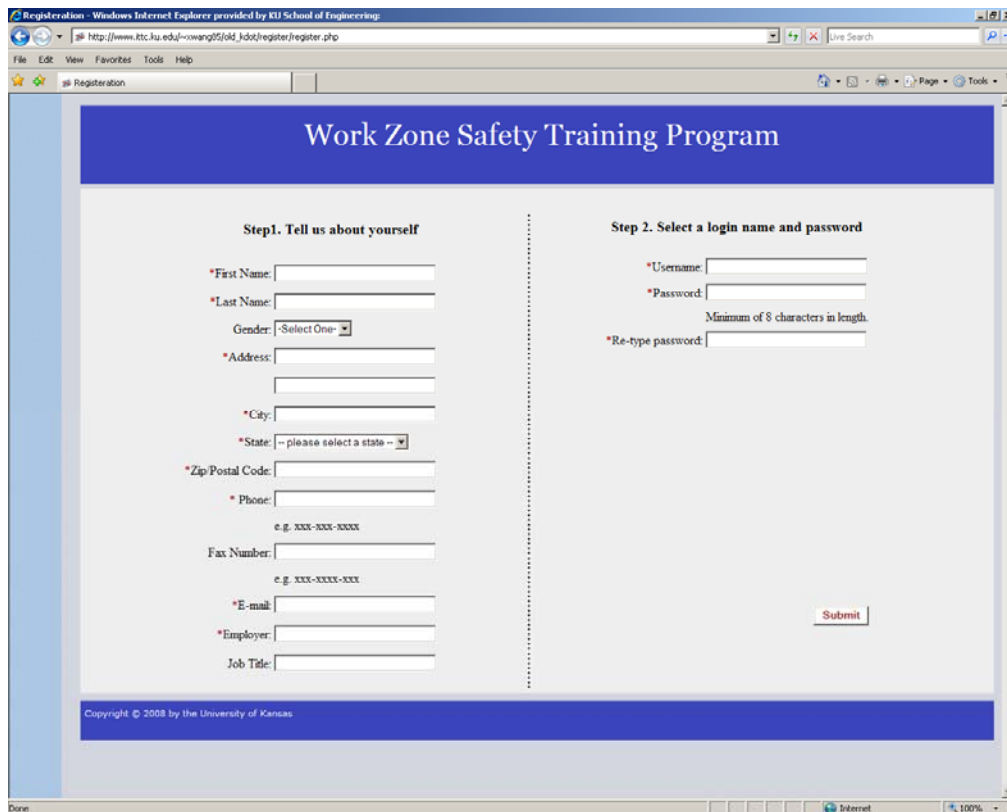 Registeration - Windows Internet Explorer provided by KU School of Engineering:
http://www.ittc.ku.edu/~xwang05/old_kdot/register/register.php
Live Search
File Edit View Favorites Tools Help
Registeration
Page Tools
Work Zone Safety Training Program
Step1. Tell us about yourself
*First Name:
*Last Name:
Gender: -Select One-
*Address:
*City:
*State: -- please select a state --
*Zip/Postal Code:
* Phone:
e.g. xxx-xxx-xxxx
Fax Number:
e.g. xxx-xxxx-xxx
*E-mail:
*Employer:
Job Title:
Step 2. Select a login name and password
*Username:
*Password:
Minimum of 8 characters in length.
*Re-type password:
Submit
Copyright © 2008 by the University of Kansas
Done
Internet
100%